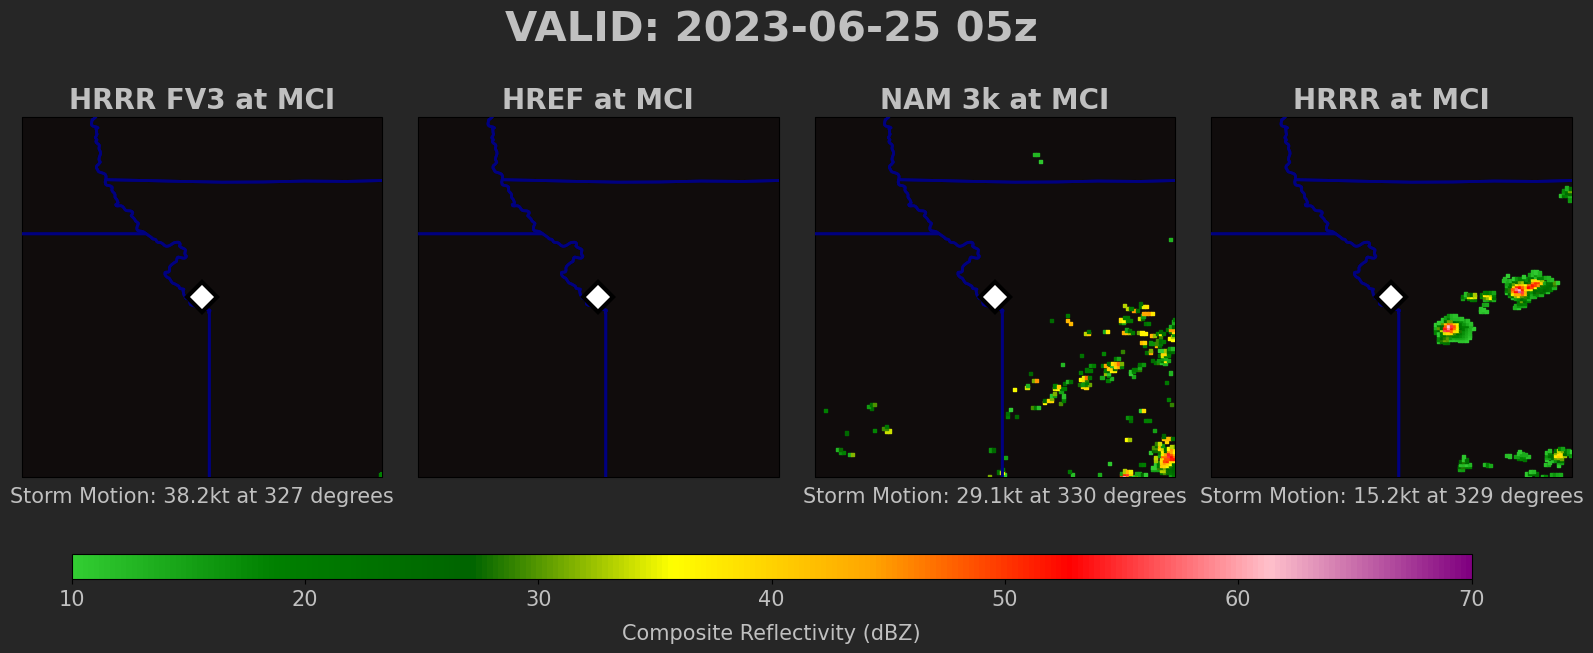 VALID: 2023-06-25 05z
HRRR FV3 at MCI
HREF at MCI
NAM 3k at MCI
HRRR at MCI
Storm Motion: 38.2kt at 327 degrees
Storm Motion: 29.1kt at 330 degrees
Storm Motion: 15.2kt at 329 degrees
10 20 30 40 50 60 70
Composite Reflectivity (dBZ)